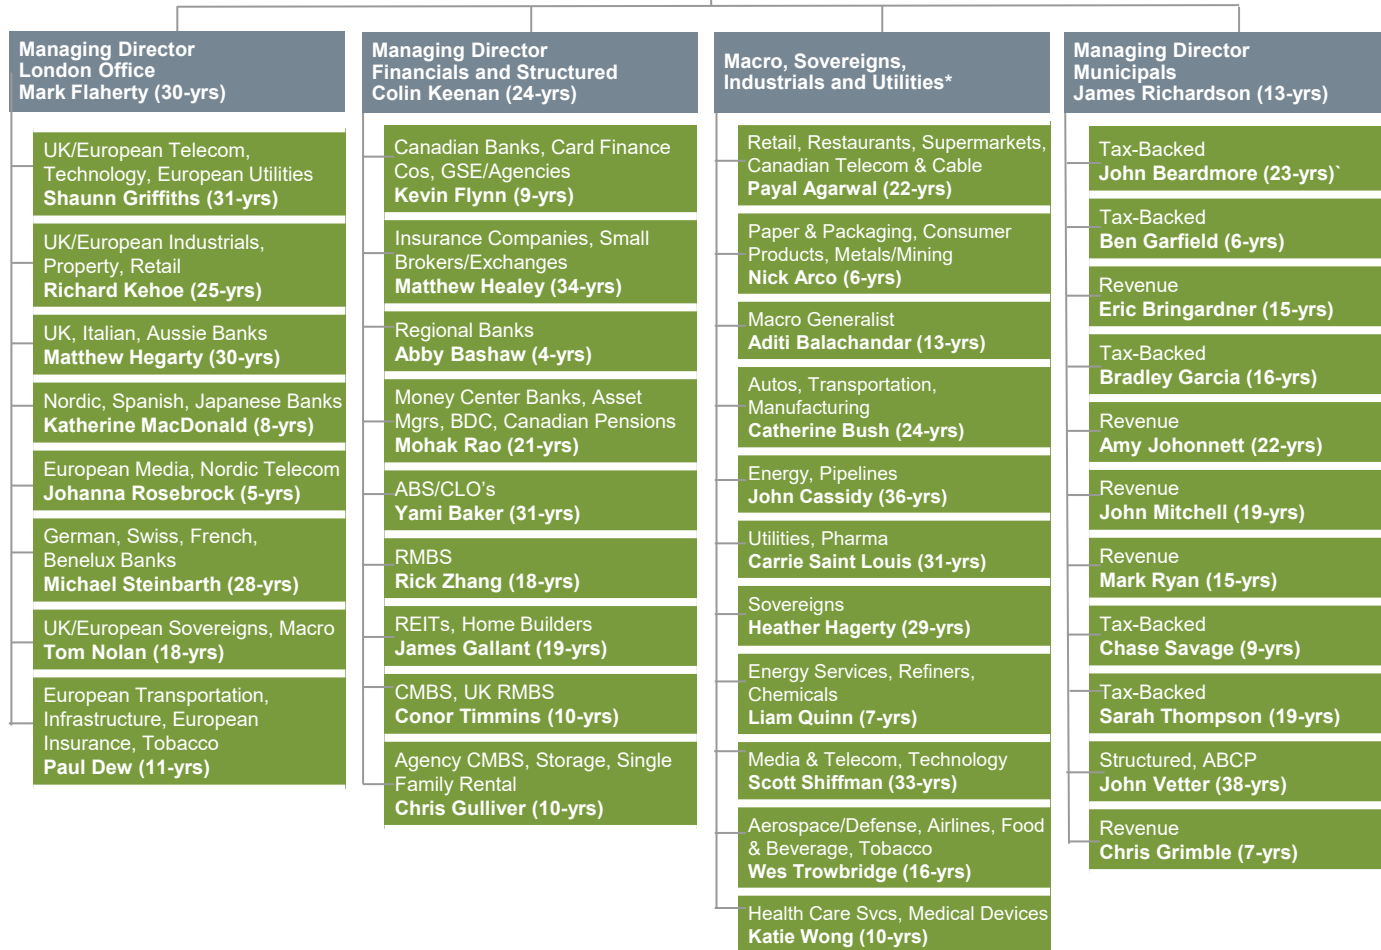 Managing Director
London Office
Mark Flaherty (30-yrs)
UK/European Telecom,
Technology, European Utilities
Shaunn Griffiths (31-yrs)
UK/European Industrials,
Property, Retail
Richard Kehoe (25-yrs)
UK, Italian, Aussie Banks
Matthew Hegarty (30-yrs)
Nordic, Spanish, Japanese Banks
Katherine MacDonald (8-yrs)
European Media, Nordic Telecom
Johanna Rosebrock (5-yrs)
German, Swiss, French,
Benelux Banks
Michael Steinbarth (28-yrs)
UK/European Sovereigns, Macro
Tom Nolan (18-yrs)
European Transportation,
Infrastructure, European
Insurance, Tobacco
Paul Dew (11-yrs)
Managing Director
Financials and Structured
Colin Keenan (24-yrs)
Canadian Banks, Card Finance
Cos, GSE/Agencies
Kevin Flynn (9-yrs)
Insurance Companies, Small
Brokers/Exchanges
Matthew Healey (34-yrs)
Regional Banks
Abby Bashaw (4-yrs)
Money Center Banks, Asset
Mgrs, BDC, Canadian Pensions
Mohak Rao (21-yrs)
ABS/CLO’s
Yami Baker (31-yrs)
RMBS
Rick Zhang (18-yrs)
REITs, Home Builders
James Gallant (19-yrs)
CMBS, UK RMBS
Conor Timmins (10-yrs)
Agency CMBS, Storage, Single
Family Rental
Chris Gulliver (10-yrs)
Macro, Sovereigns,
Industrials and Utilities*
Retail, Restaurants, Supermarkets,
Canadian Telecom & Cable
Payal Agarwal (22-yrs)
Paper & Packaging, Consumer
Products, Metals/Mining
Nick Arco (6-yrs)
Macro Generalist
Aditi Balachandar (13-yrs)
Autos, Transportation,
Manufacturing
Catherine Bush (24-yrs)
Energy, Pipelines
John Cassidy (36-yrs)
Utilities, Pharma
Carrie Saint Louis (31-yrs)
Sovereigns
Heather Hagerty (29-yrs)
Energy Services, Refiners,
Chemicals
Liam Quinn (7-yrs)
Media & Telecom, Technology
Scott Shiffman (33-yrs)
Aerospace/Defense, Airlines, Food
& Beverage, Tobacco
Wes Trowbridge (16-yrs)
Health Care Svcs, Medical Devices
Katie Wong (10-yrs)
Managing Director
Municipals
James Richardson (13-yrs)
Tax-Backed
John Beardmore (23-yrs)`
Tax-Backed
Ben Garfield (6-yrs)
Revenue
Eric Bringardner (15-yrs)
Tax-Backed
Bradley Garcia (16-yrs)
Revenue
Amy Johonnett (22-yrs)
Revenue
John Mitchell (19-yrs)
Revenue
Mark Ryan (15-yrs)
Tax-Backed
Chase Savage (9-yrs)
Tax-Backed
Sarah Thompson (19-yrs)
Structured, ABCP
John Vetter (38-yrs)
Revenue
Chris Grimble (7-yrs)